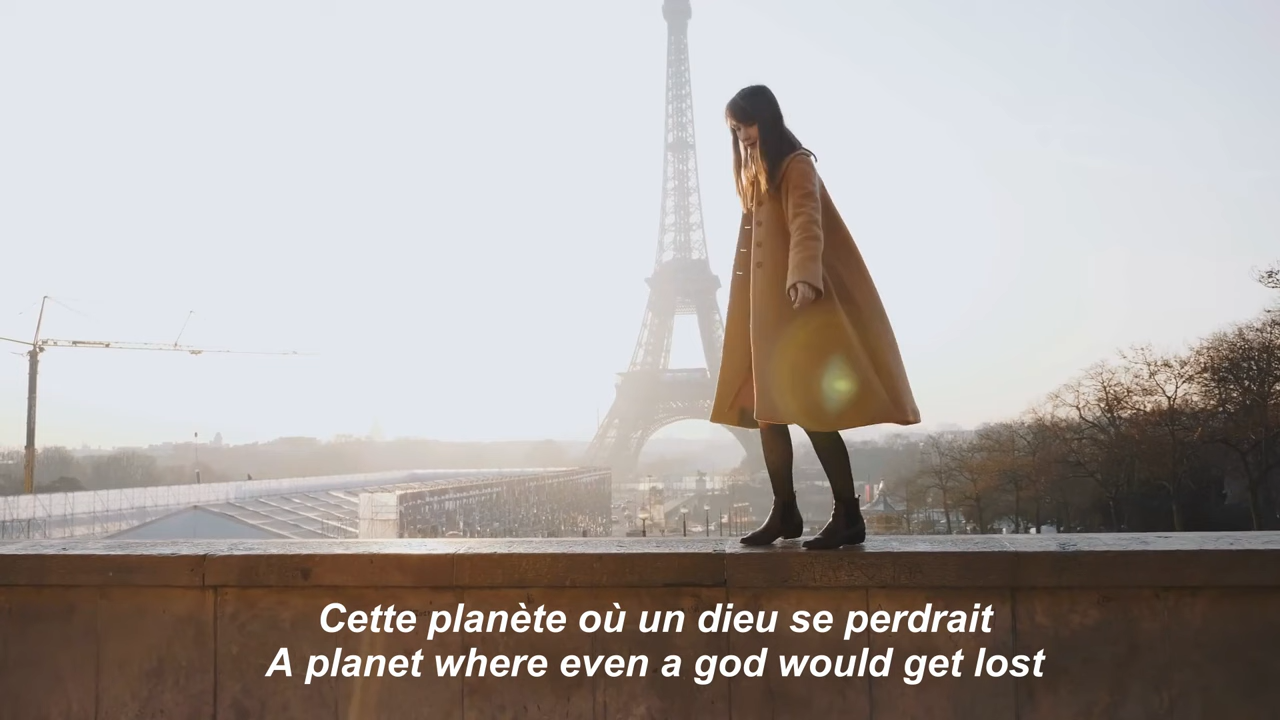 Cette planète où un dieu se perdrait
A planet where even a god would get lost